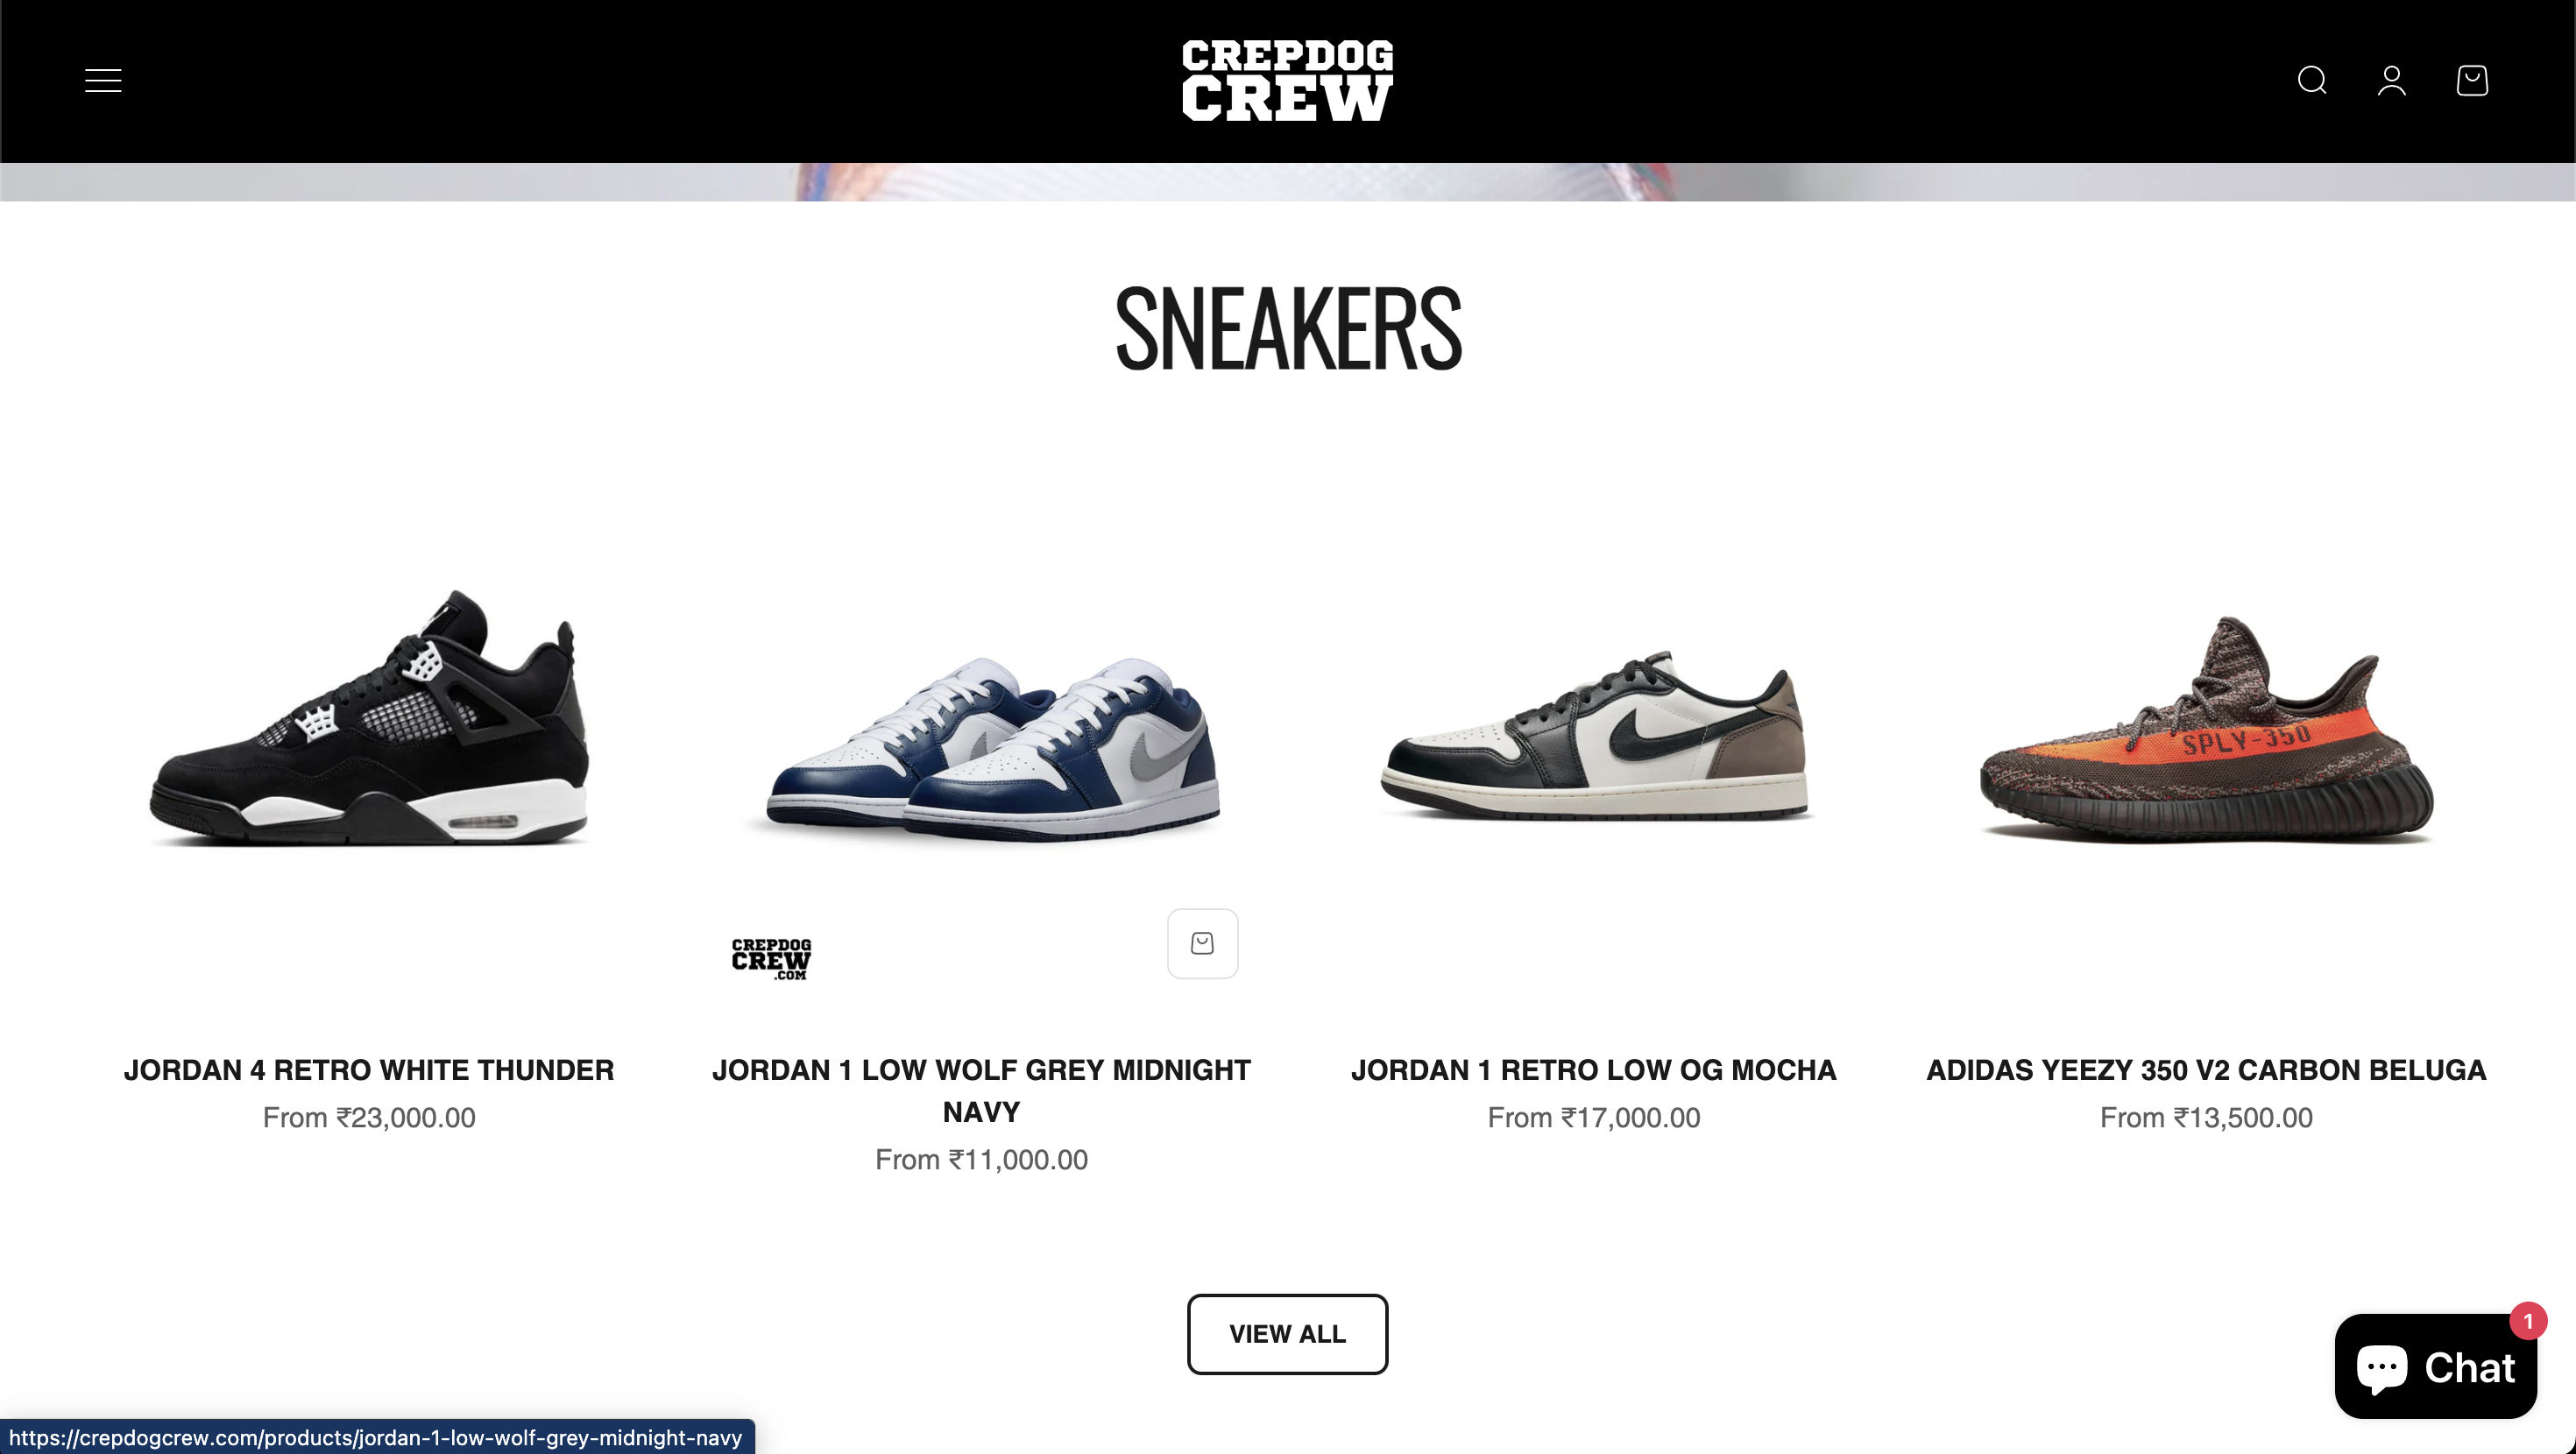 CREPDOG
CREW
SNEAKERS
SPLY-350
CREPDOG
CREW
.COM
JORDAN 4 RETRO WHITE THUNDER
From ₹23,000.00
JORDAN 1 LOW WOLF GREY MIDNIGHT
NAVY
From ₹11,000.00
JORDAN 1 RETRO LOW OG MOCHA
From ₹17,000.00
ADIDAS YEEZY 350 V2 CARBON BELUGA
From ₹13,500.00
VIEW ALL
1
Chat
https://crepdogcrew.com/products/jordan-1-low-wolf-grey-midnight-navy